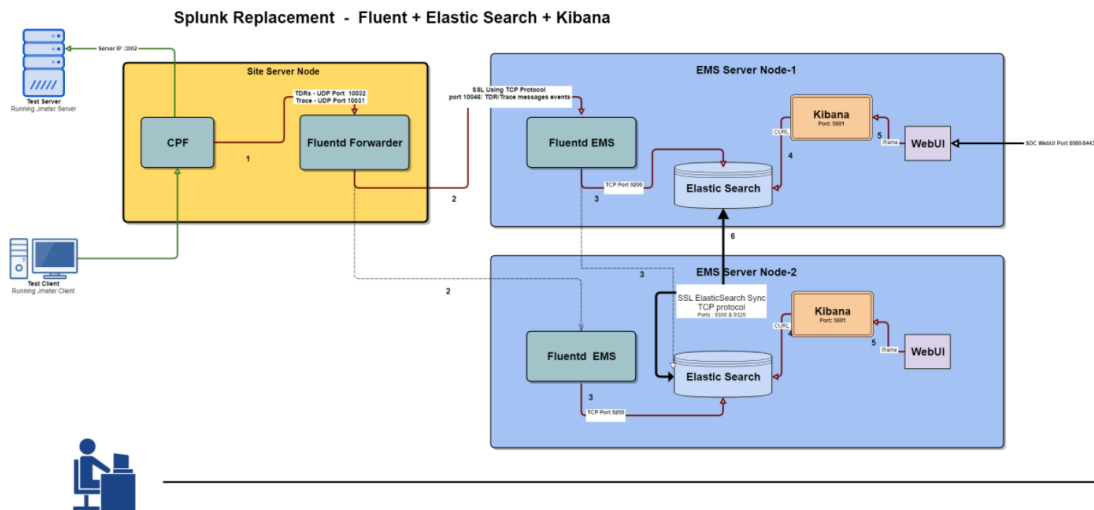 Splunk Replacement - Fluent + Elastic Search + Kibana
Server IP :3002
Test Server
Running Jmeter Server
Site Server Node
TDRs - UDP Port 10032
Trace - UDP Port 10031
CPF
1
Fluentd Forwarder
2
2
Test Client
Running Jmeter Client
EMS Server Node-1
SSL Using TCP Protocol
port 10046: TDR/Trace messages events
Fluentd EMS
3
TCP Port 9200
Elastic Search
Kibana
Port: 5601
CURL
4
5
Iframe
WebUI
SOC WebUI Port 8080/8443
6
3
EMS Server Node-2
SSL ElasticSearch Sync
TCP protocol
Ports : 9300 & 9320
Fluentd EMS
3
TCP Port 9200
Elastic Search
Kibana
Port: 5601
CURL
4
5
Iframe
WebUI